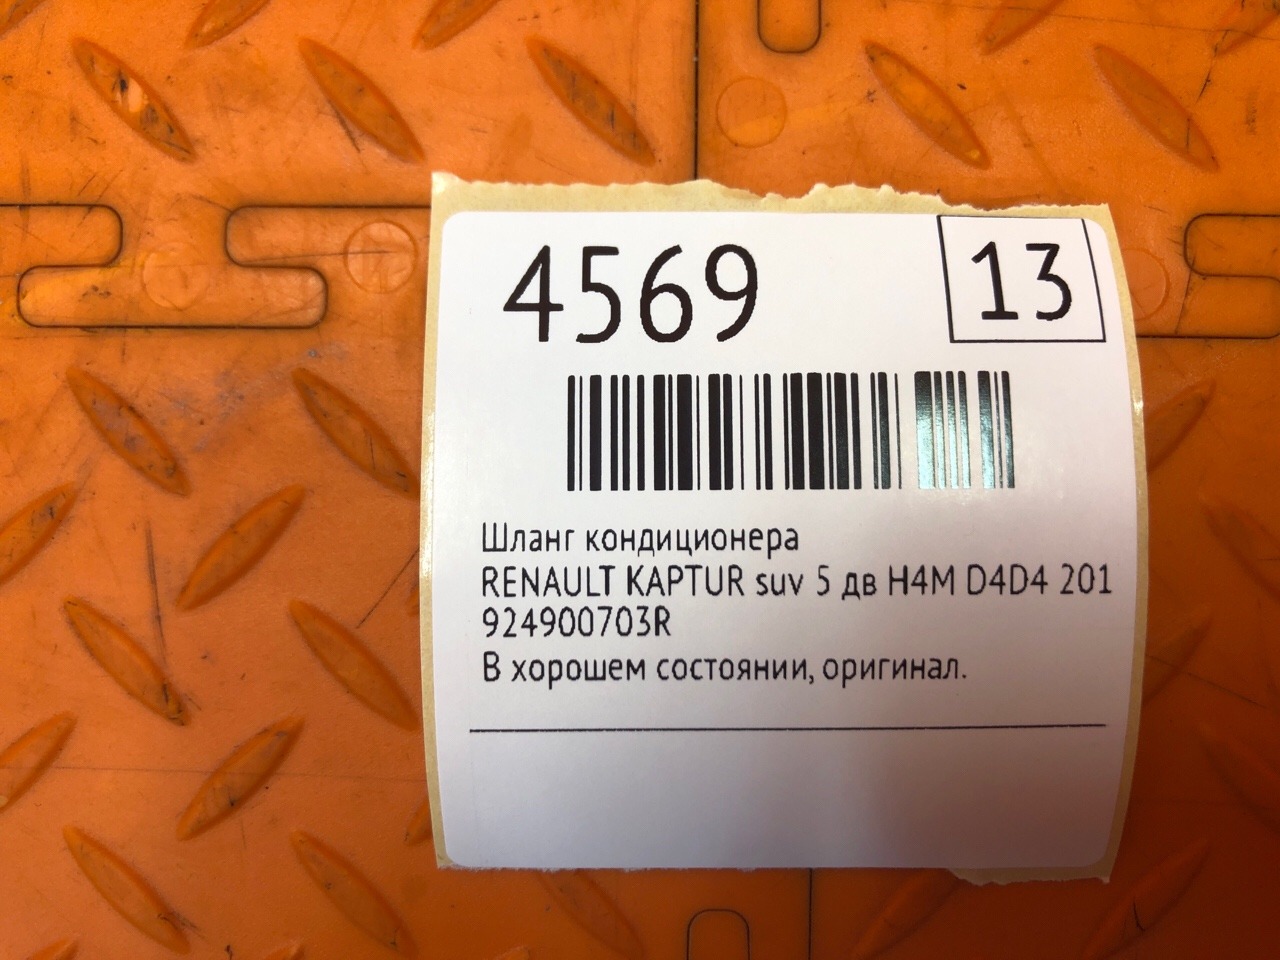 4569
13
Шланг кондиционера
RENAULT KAPTUR suv 5 дв H4M D4D4 201
924900703R
В хорошем состоянии, оригинал.